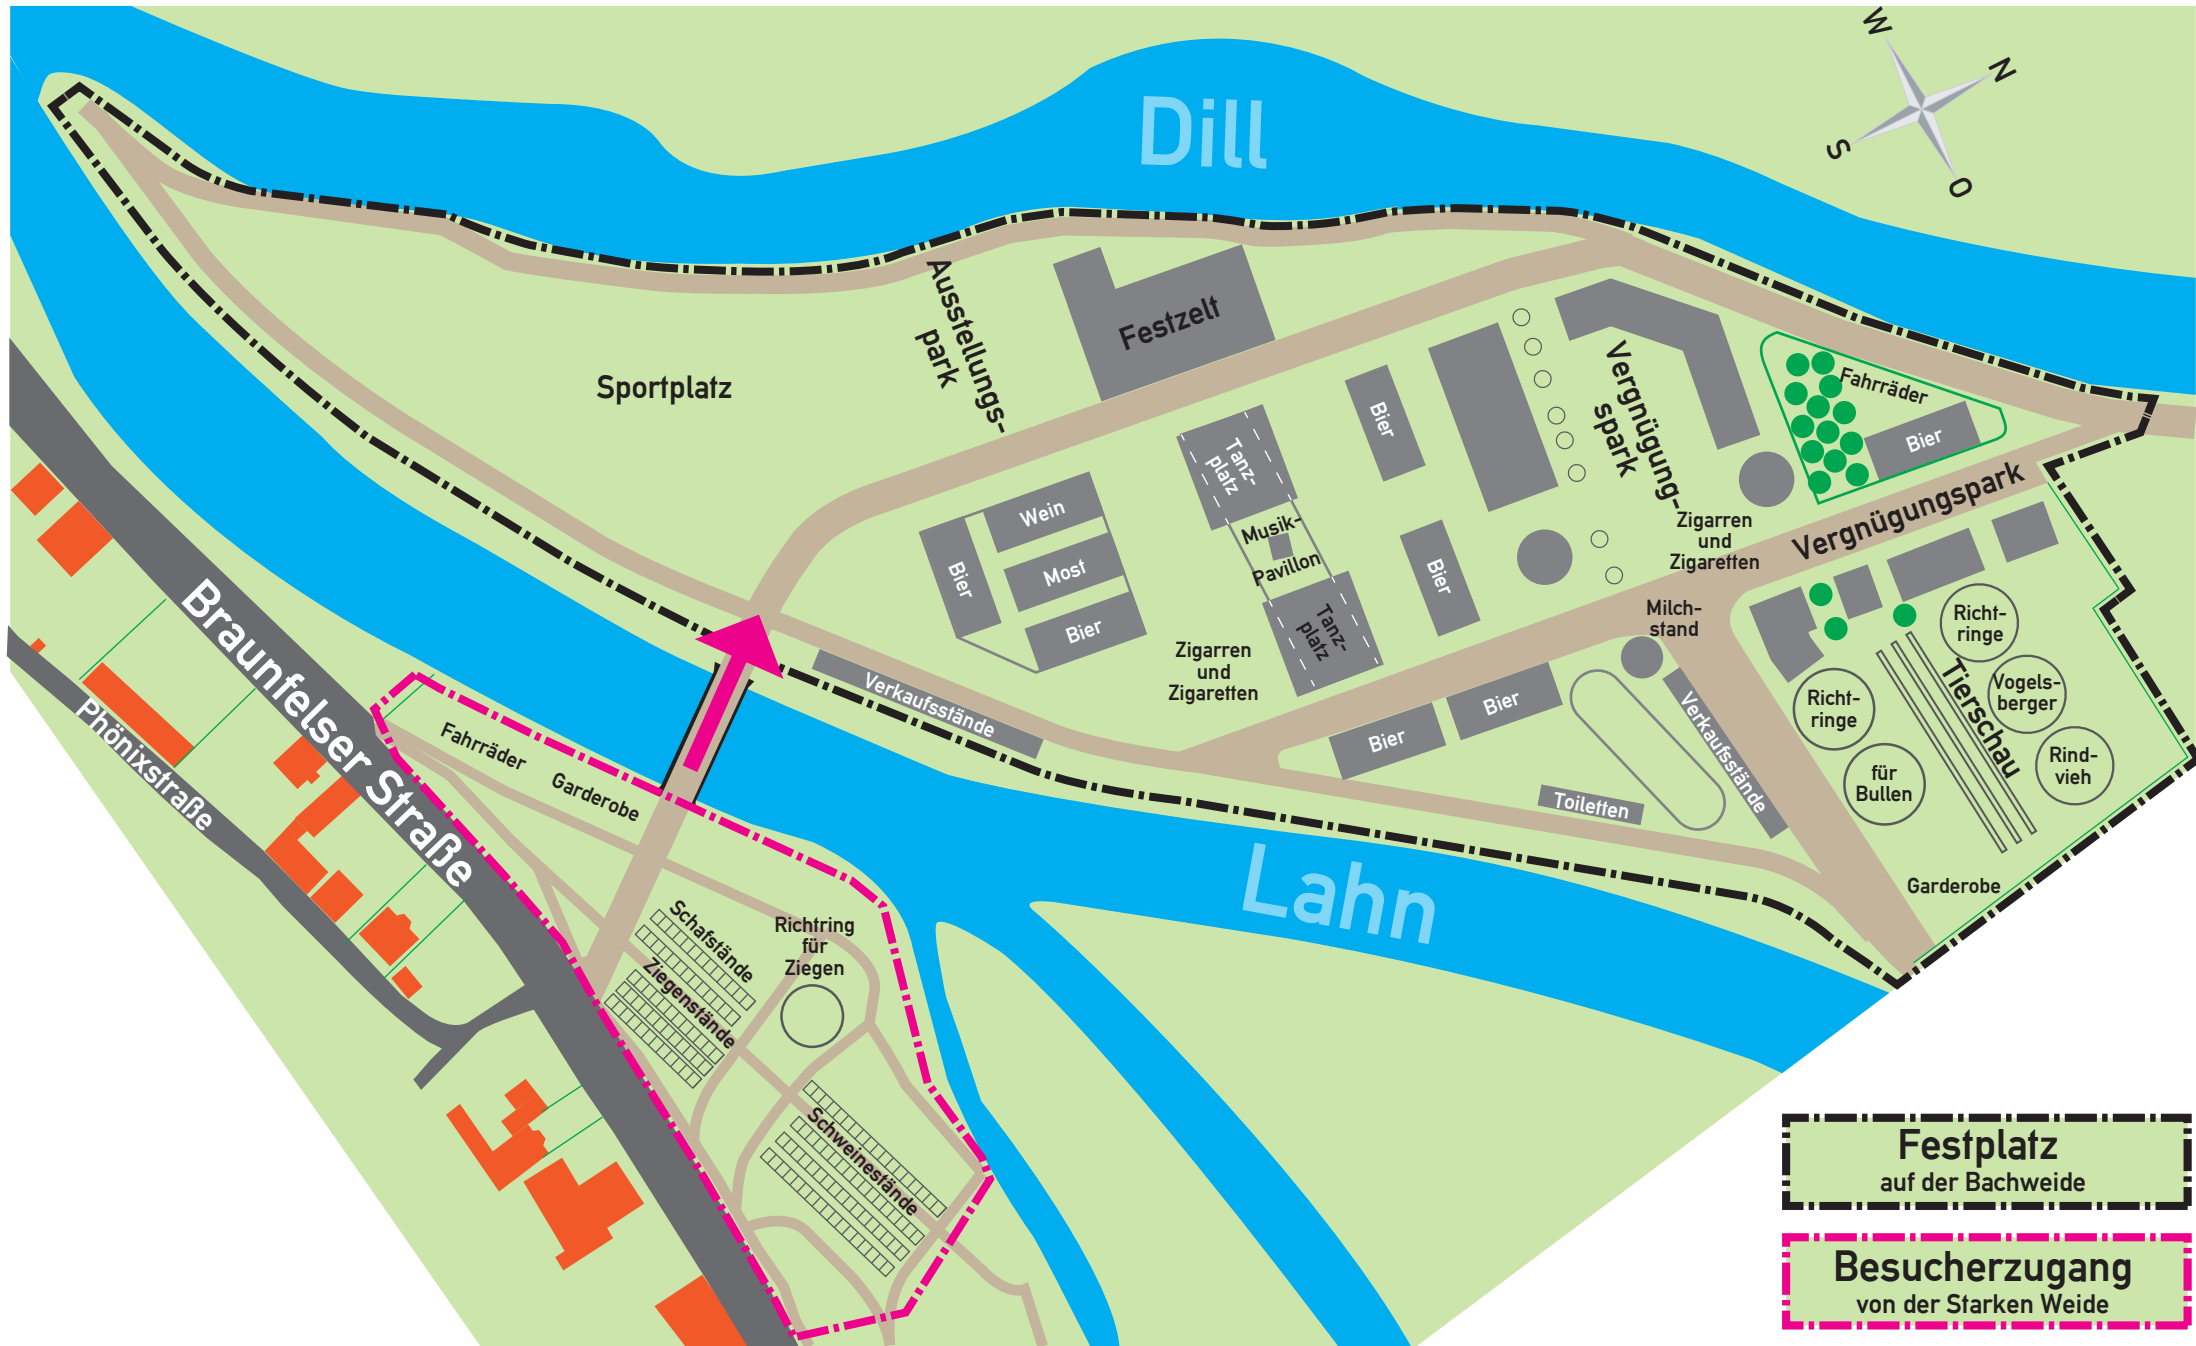 W
N
S
O
Dill
Ausstellungs-
park
Festzelt
Sportplatz
Vergnügung-
spark
Fahrräder
Bier
Bier
Tanz-
platz
Musik-
Pavillon
Tanz-
platz
Wein
Bier
Most
Bier
Bier
Zigarren
und
Zigaretten
Vergnügungspark
Milch-
stand
Zigarren
und
Zigaretten
Verkaufsstände
Bier
Bier
Toiletten
Verkaufsstände
Richt-
ringe
Richt-
ringe
Tierschau
Vogels-
berger
für
Bullen
Rind-
vieh
Garderobe
Lahn
Braunfelser Straße
Phönixstraße
Fahrräder
Garderobe
Schafstände
Ziegenstände
Richtring
für
Ziegen
Schweinestände
Festplatz
auf der Bachweide
Besucherzugang
von der Starken Weide